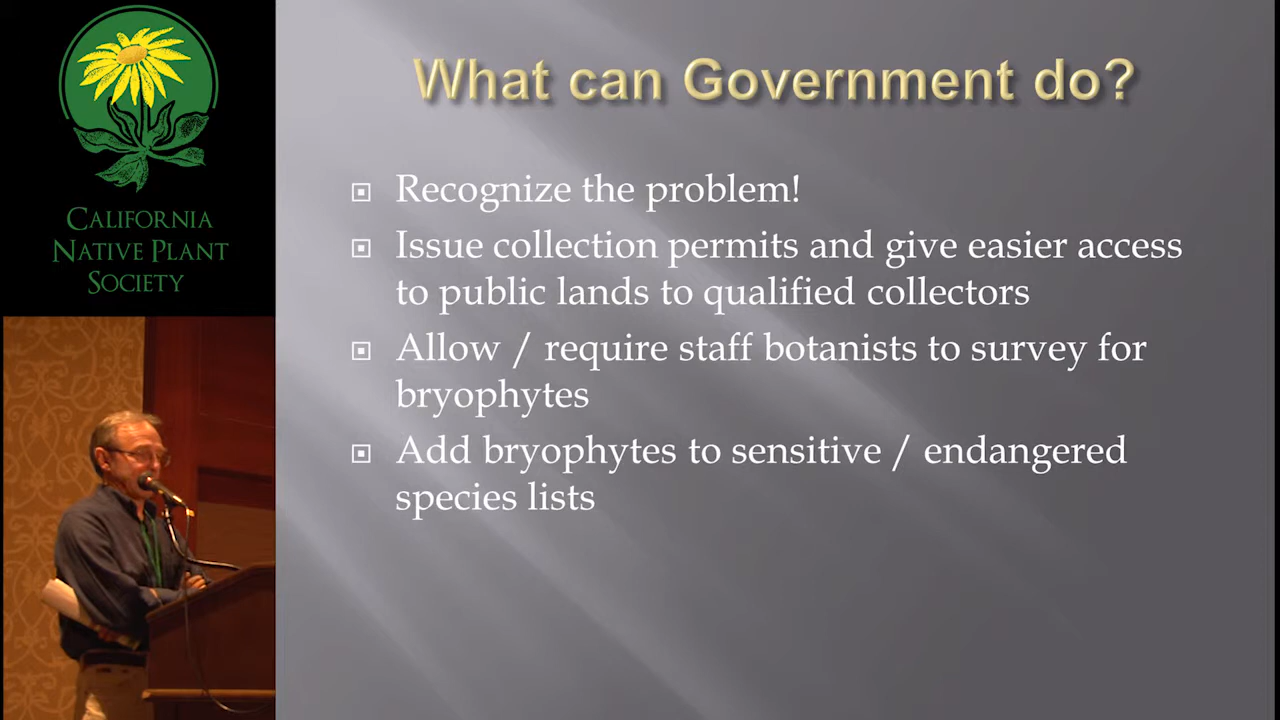 CALIFORNIA
NATIVE PLANT
SOCIETY
What can Government do?
Recognize the problem!
Issue collection permits and give easier access
to public lands to qualified collectors
Allow / require staff botanists to survey for
bryophytes
Add bryophytes to sensitive / endangered
species lists